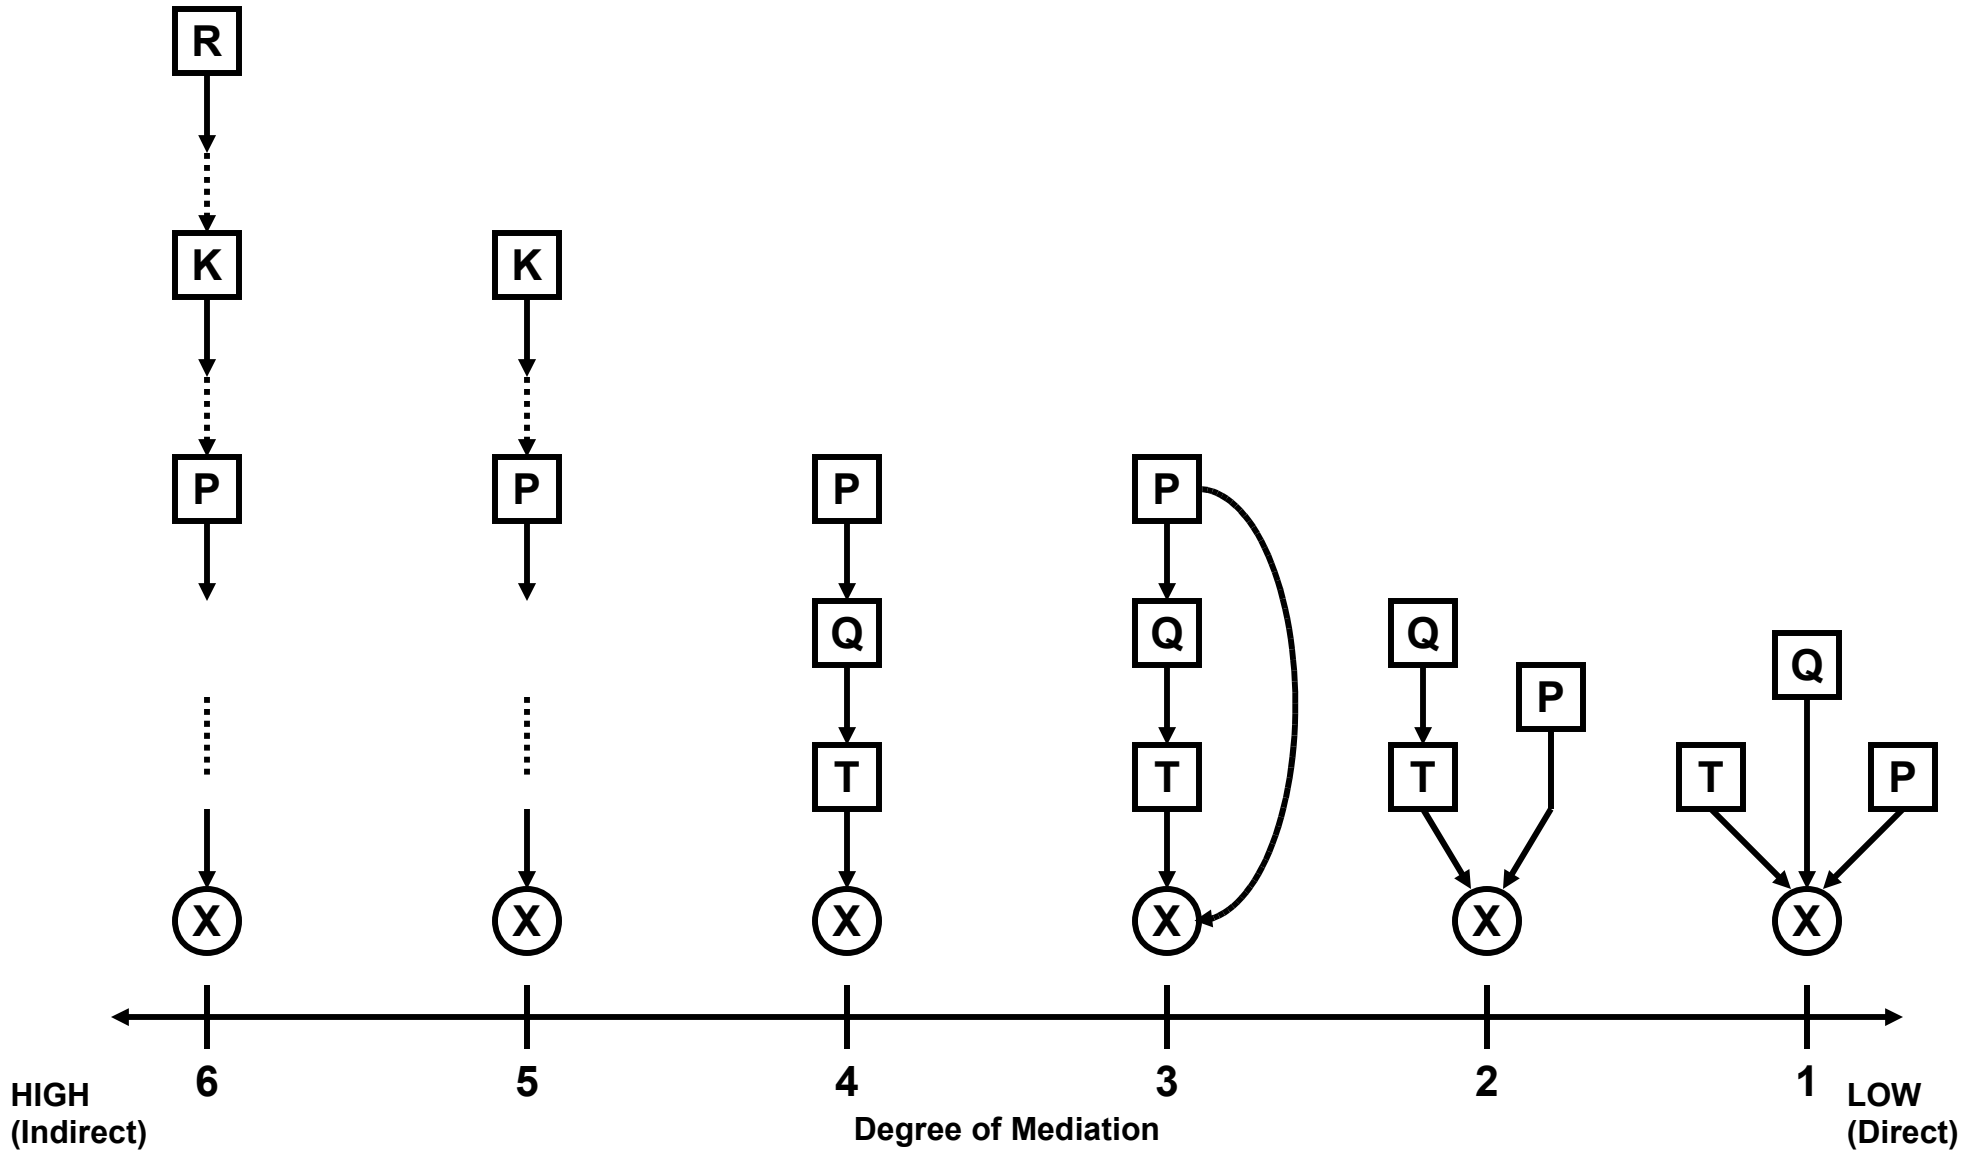 R
K K
P P P P
Q Q Q Q
P
T T T T P
X X X X X X
6 5 4 3 2 1
HIGH
(Indirect)
Degree of Mediation
LOW
(Direct)